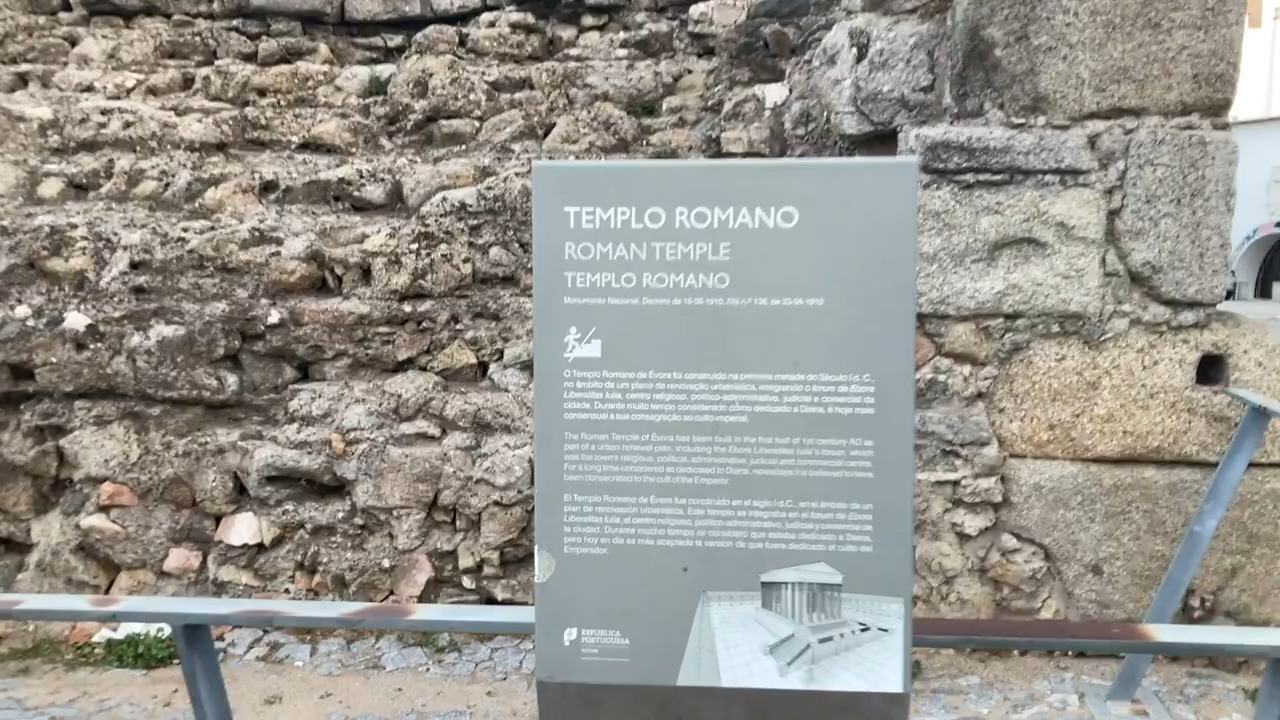 TEMPLO ROMANO
ROMAN TEMPLE
TEMPLO ROMANO
Monumento Nacional, Decreto de 16-06-1910, DG n.º 136, de 23-06-1910
O Templo Romano de Évora foi construído na primeira metade do Século I d. C.,
no âmbito de um plano de renovação urbanística, integrando o forum de Ebora
Liberalitas Iulia, centro religioso, político-administrativo, judicial e comercial da
cidade. Durante muito tempo considerado como dedicado a Diana, é hoje mais
consensual a sua consagração ao culto imperial.
The Roman Temple of Évora has been built in the first half of 1st century AD as
part of a urban renewal plan, including the Ebora Liberalitas Iulia's forum, which
was the town's religious, political, administrative, judicial and commercial centre.
For a long time considered as dedicated to Diana, nowadays it is believed to have
been consecrated to the cult of the Emperor.
El Templo Romano de Évora fue construido en el siglo I d.C., en el ámbito de un
plan de renovación urbanística. Este templo se integraba en el forum de Ebora
Liberalitas Iulia, el centro religioso, político-administrativo, judicial y comercial de
la ciudad. Durante mucho tiempo se consideró que estaba dedicado a Diana,
pero hoy en día es más aceptada la versión de que fuera dedicado al culto del
Emperador.
REPÚBLICA
PORTUGUESA